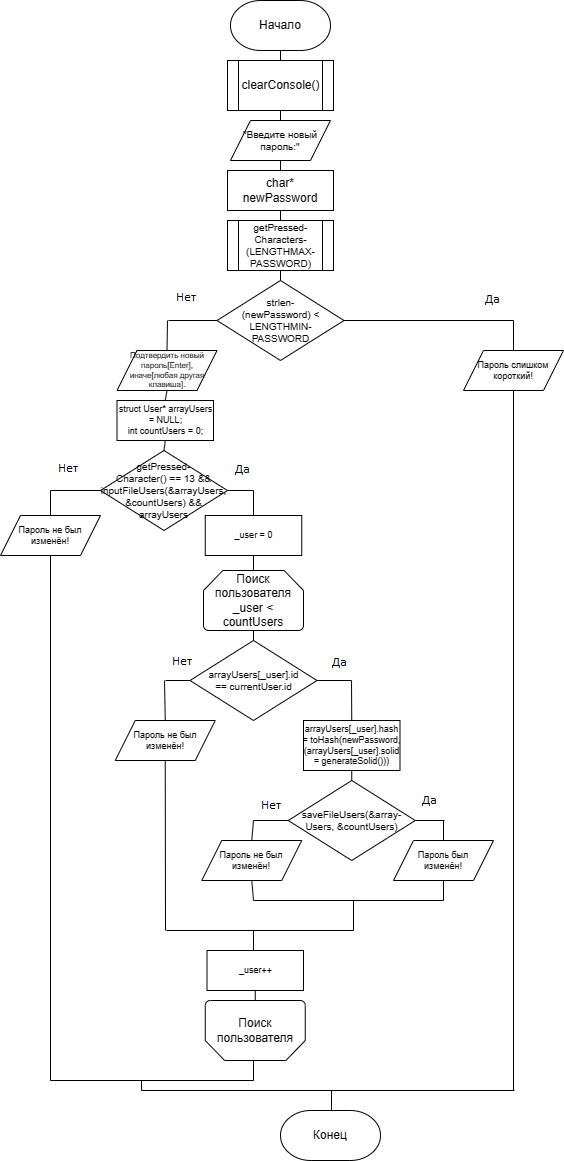 Начало
clearConsole()
"Введите новый
пароль:"
char*
newPassword
getPressed-
Characters-
(LENGTHMAX-
PASSWORD)
Нет
Да
strlen-
(newPassword) <
LENGTHMIN-
PASSWORD
Подтвердить новый
пароль[Enter],
иначе[любая другая
клавиша].
Пароль слишком
короткий!
struct User* arrayUsers
= NULL;
int countUsers = 0;
Нет
Да
getPressed-
Character() == 13 &&
inputFileUsers(&arrayUsers,
&countUsers) &&
arrayUsers
Пароль не был
изменён!
_user = 0
Поиск
пользователя
_user <
countUsers
Нет
Да
arrayUsers[_user].id
== currentUser.id
Пароль не был
изменён!
arrayUsers[_user].hash
= toHash(newPassword,
(arrayUsers[_user].solid
= generateSolid()))
Нет
Да
saveFileUsers(&array-
Users, &countUsers)
Пароль не был
изменён!
Пароль был
изменён!
_user++
Поиск
пользователя
Конец